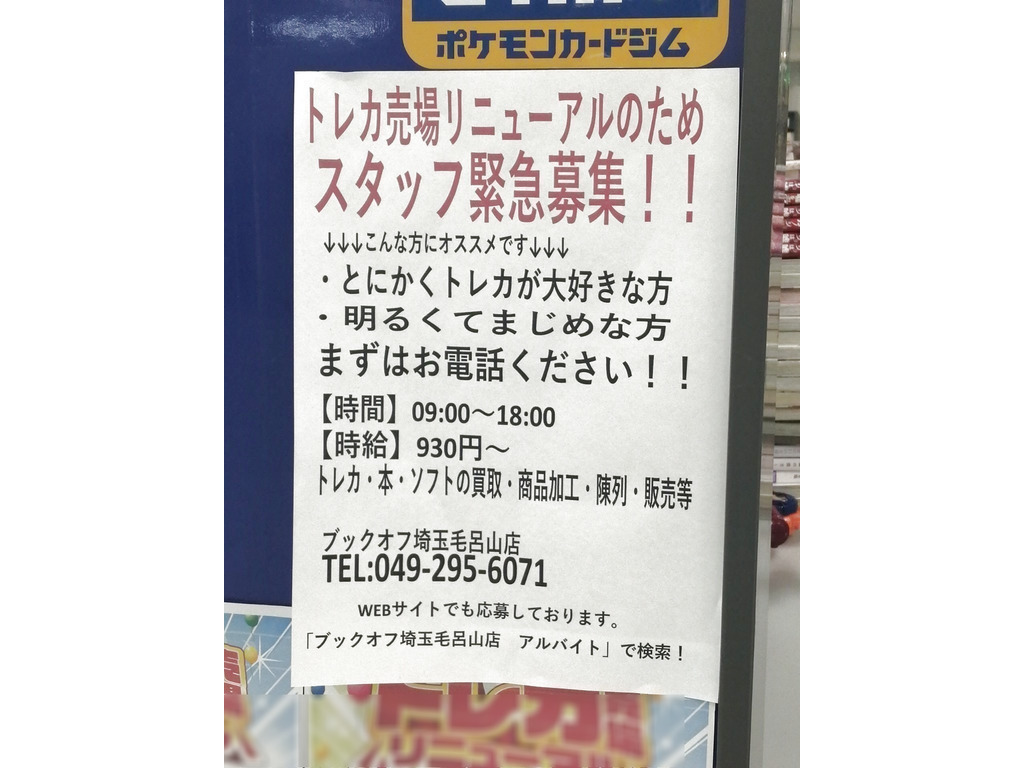 ポケモンカードジム
トレカ売場リニューアルのため
スタッフ緊急募集！！
↓↓↓こんな方にオススメです↓↓↓
・とにかくトレカが大好きな方
・明るくてまじめな方
まずはお電話ください！！
【時間】09:00～18:00
【時給】930円～
トレカ・本・ソフトの買取・商品加工・陳列・販売等
ブックオフ埼玉毛呂山店
TEL:049-295-6071
WEBサイトでも応募しております。
「ブックオフ埼玉毛呂山店　アルバイト」で検索！
トレカ